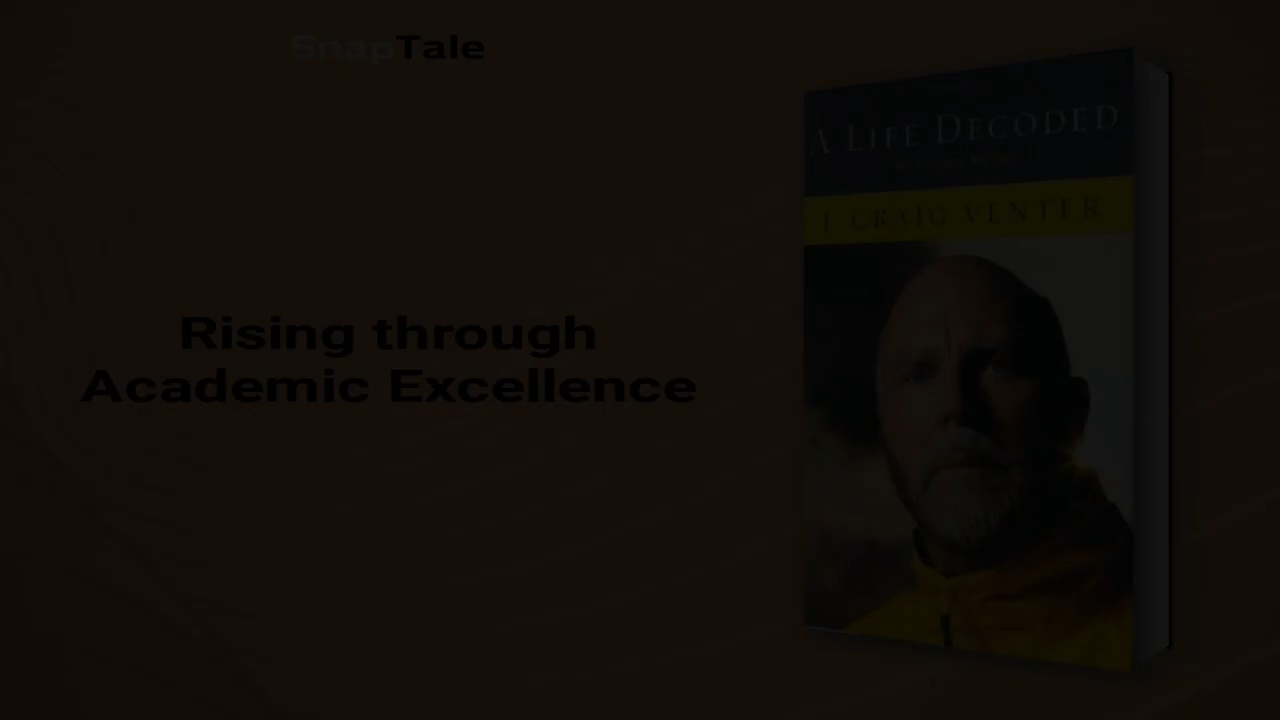 SnapTale
A LIFE DECODED
J. CRAIG VENTER
Rising through
Academic Excellence